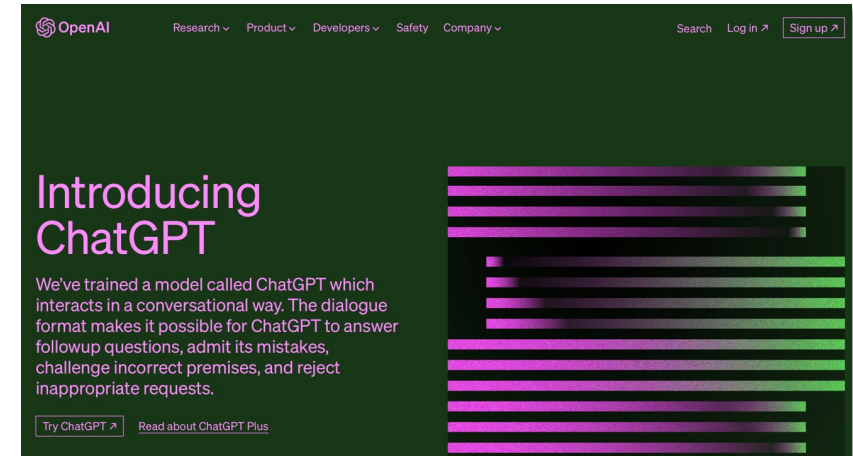 OpenAI
Research
Product
Developers
Safety
Company
Search
Log in ↗
Sign up ↗
Introducing
ChatGPT
We’ve trained a model called ChatGPT which
interacts in a conversational way. The dialogue
format makes it possible for ChatGPT to answer
followup questions, admit its mistakes,
challenge incorrect premises, and reject
inappropriate requests.
Try ChatGPT ↗
Read about ChatGPT Plus